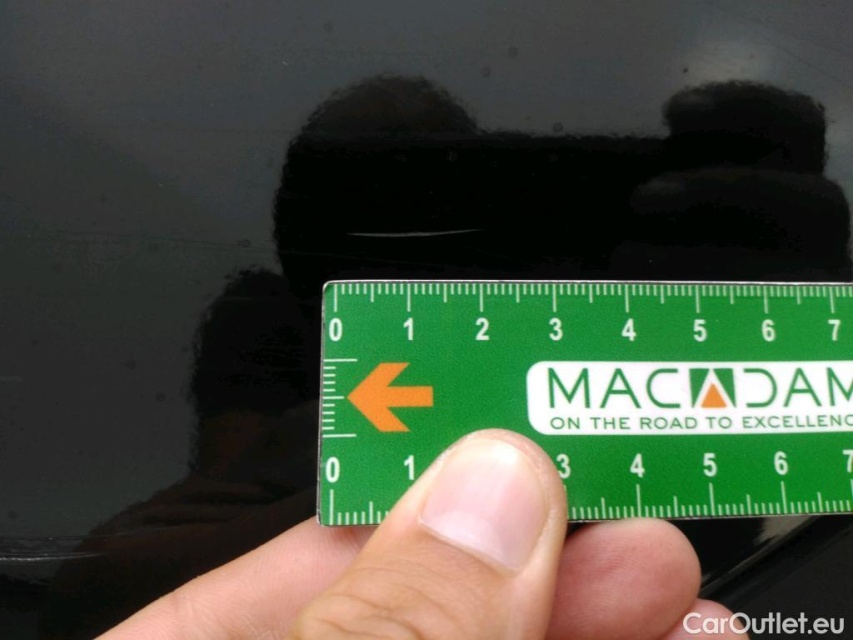 0 1 2 3 4 5 6 7
MACADAM
ON THE ROAD TO EXCELLENC
0 1 3 4 5 6 7
CarOutlet.eu